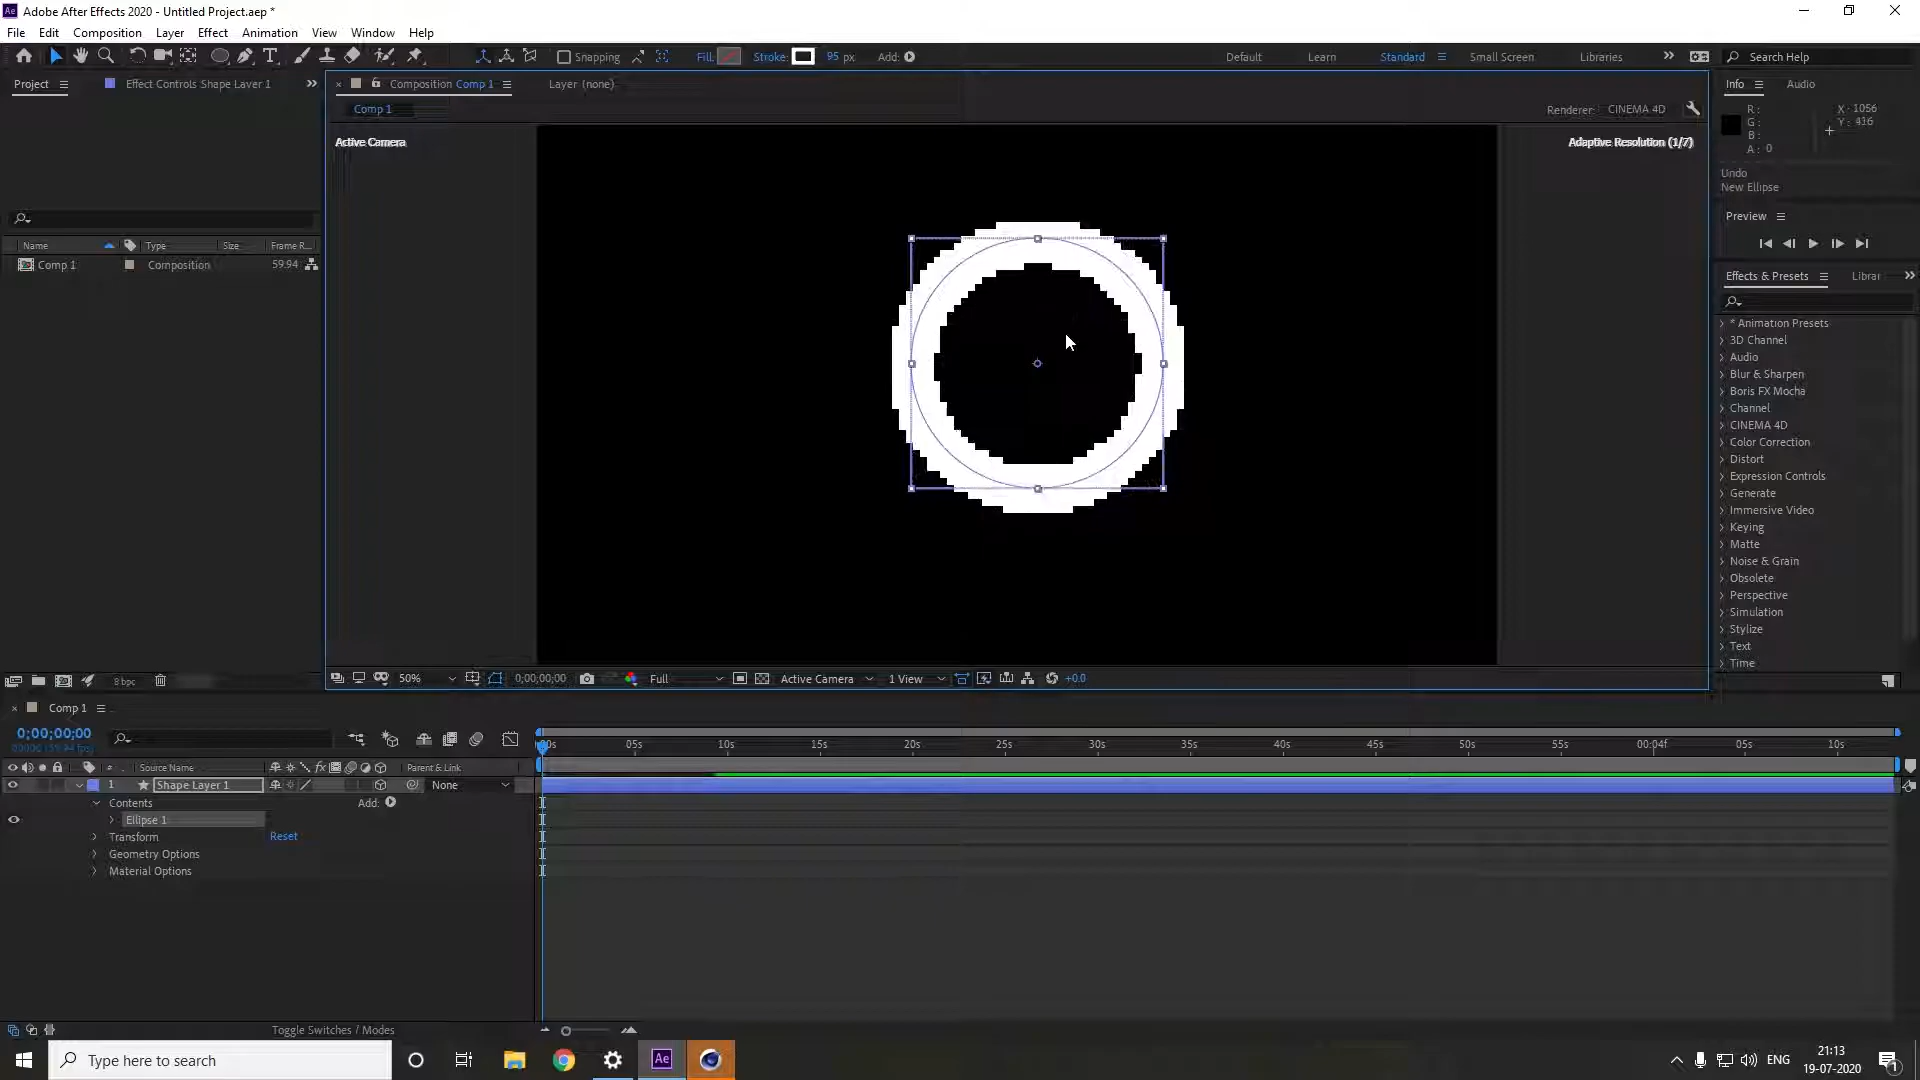 Ae Adobe After Effects 2020 - Untitled Project.aep *
File Edit Composition Layer Effect Animation View Window Help
Snapping Fill: Stroke: 95 px Add: Default Learn Standard Small Screen Libraries Search Help
Project Effect Controls Shape Layer 1
Composition Comp 1 Layer (none)
Comp 1
Renderer: CINEMA 4D
Active Camera
Adaptive Resolution (1/7)
Info Audio
R: X: 1056
G: Y: 416
B:
A: 0
Undo
New Ellipse
Preview
Effects & Presets Librar
* Animation Presets
3D Channel
Audio
Blur & Sharpen
Boris FX Mocha
Channel
CINEMA 4D
Color Correction
Distort
Expression Controls
Generate
Immersive Video
Keying
Matte
Noise & Grain
Obsolete
Perspective
Simulation
Stylize
Text
Time
Name Type Size Frame R...
Comp 1 Composition 59.94
8 bpc
50% 0;00;00;00 Full Active Camera 1 View +0.0
Comp 1
0;00;00;00
00000 (59.94 fps)
# Source Name fx Parent & Link
1 Shape Layer 1 None
Contents Add:
Ellipse 1
Transform Reset
Geometry Options
Material Options
00s 05s 10s 15s 20s 25s 30s 35s 40s 45s 50s 55s 00:04f 05s 10s
Toggle Switches / Modes
Type here to search
Ae
ENG
21:13
19-07-2020
1